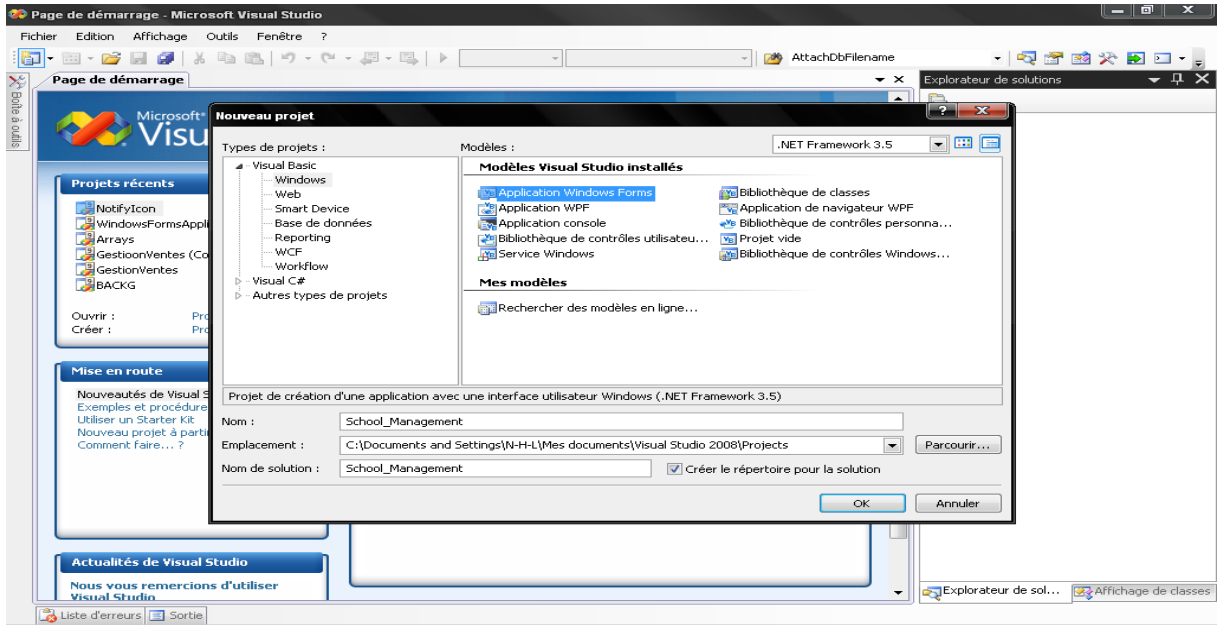 Page de démarrage - Microsoft Visual Studio
Fichier Edition Affichage Outils Fenêtre ?
AttachDbFilename
Boîte à outils
Page de démarrage
Explorateur de solutions
Microsoft®
Visu
Projets récents
NotifyIcon
WindowsFormsAppli
Arrays
GestioonVentes (Co
GestionVentes
BACKG
Ouvrir : Pro
Créer : Pro
Mise en route
Nouveautés de Visual S
Exemples et procédure
Utiliser un Starter Kit
Nouveau projet à parti
Comment faire... ?
Actualités de Visual Studio
Nous vous remercions d'utiliser
Visual Studio
Nouveau projet
Types de projets :
Modèles :
.NET Framework 3.5
Visual Basic
Windows
Web
Smart Device
Base de données
Reporting
WCF
Workflow
Visual C#
Autres types de projets
Modèles Visual Studio installés
Application Windows Forms
Bibliothèque de classes
Application WPF
Application de navigateur WPF
Application console
Bibliothèque de contrôles persona...
Bibliothèque de contrôles utilisateu...
Projet vide
Service Windows
Bibliothèque de contrôles Windows...
Mes modèles
Rechercher des modèles en ligne...
Projet de création d'une application avec une interface utilisateur Windows (.NET Framework 3.5)
Nom : School_Management
Emplacement : C:\Documents and Settings\N-H-L\Mes documents\Visual Studio 2008\Projects
Parcourir...
Nom de solution : School_Management
Créer le répertoire pour la solution
OK
Annuler
Explorateur de sol...
Affichage de classes
Liste d'erreurs
Sortie